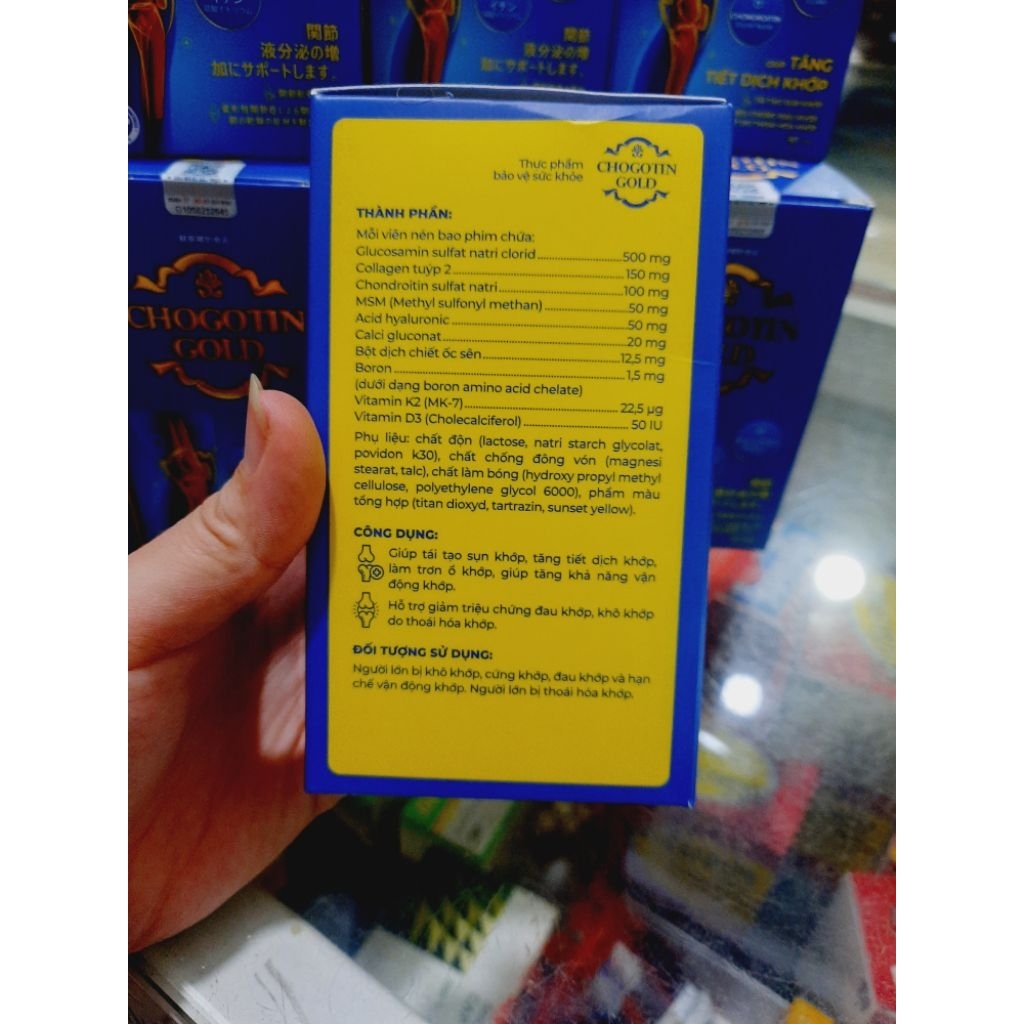 関節
液分泌の増
加にサポートします。
関節
イチン
TĂNG
TIẾT DỊCH KHỚP
CHOGOTIN
GOLD
Thực phẩm
bảo vệ sức khỏe
CHOGOTIN
GOLD
THÀNH PHẦN:
Mỗi viên nén bao phim chứa:
Glucosamin sulfat natri clorid..........500 mg
Collagen tuýp 2..........150 mg
Chondroitin sulfat natri..........100 mg
MSM (Methyl sulfonyl methan)..........50 mg
Acid hyaluronic..........50 mg
Calci gluconat..........20 mg
Bột dịch chiết ốc sên..........12,5 mg
Boron..........1,5 mg
(dưới dạng boron amino acid chelate)
Vitamin K2 (MK-7)..........22,5 µg
Vitamin D3 (Cholecalciferol)..........50 IU
Phụ liệu: chất độn (lactose, natri starch glycolat,
povidon k30), chất chống đông vón (magnesi
stearat, talc), chất làm bóng (hydroxy propyl methyl
cellulose, polyethylene glycol 6000), phẩm màu
tổng hợp (titan dioxyd, tartrazin, sunset yellow).
CÔNG DỤNG:
Giúp tái tạo sụn khớp, tăng tiết dịch khớp,
làm trơn ổ khớp, giúp tăng khả năng vận
động khớp.
Hỗ trợ giảm triệu chứng đau khớp, khô khớp
do thoái hóa khớp.
ĐỐI TƯỢNG SỬ DỤNG:
Người lớn bị khô khớp, cứng khớp, đau khớp và hạn
chế vận động khớp. Người lớn bị thoái hóa khớp.